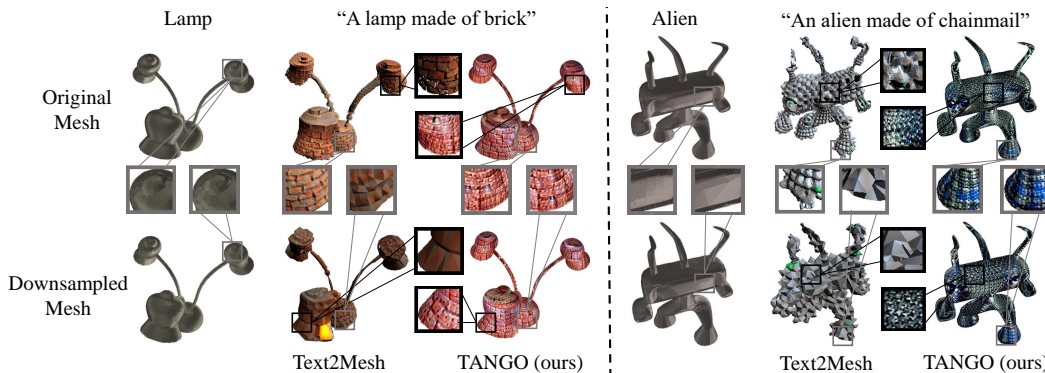 Lamp
“A lamp made of brick”
Alien
“An alien made of chainmail”
Original
Mesh
Downsampled
Mesh
Text2Mesh
TANGO (ours)
Text2Mesh
TANGO (ours)